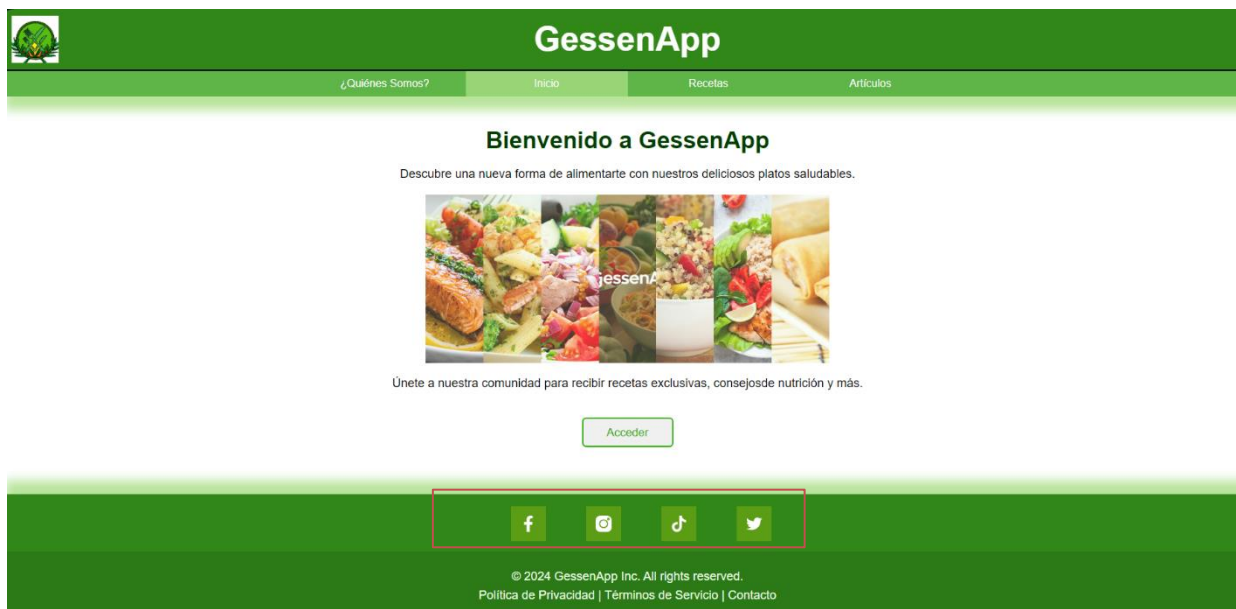 GessenApp
¿Quiénes Somos? Inicio Recetas Artículos
Bienvenido a GessenApp
Descubre una nueva forma de alimentarte con nuestros deliciosos platos saludables.
Únete a nuestra comunidad para recibir recetas exclusivas, consejosde nutrición y más.
Acceder
© 2024 GessenApp Inc. All rights reserved.
Política de Privacidad | Términos de Servicio | Contacto